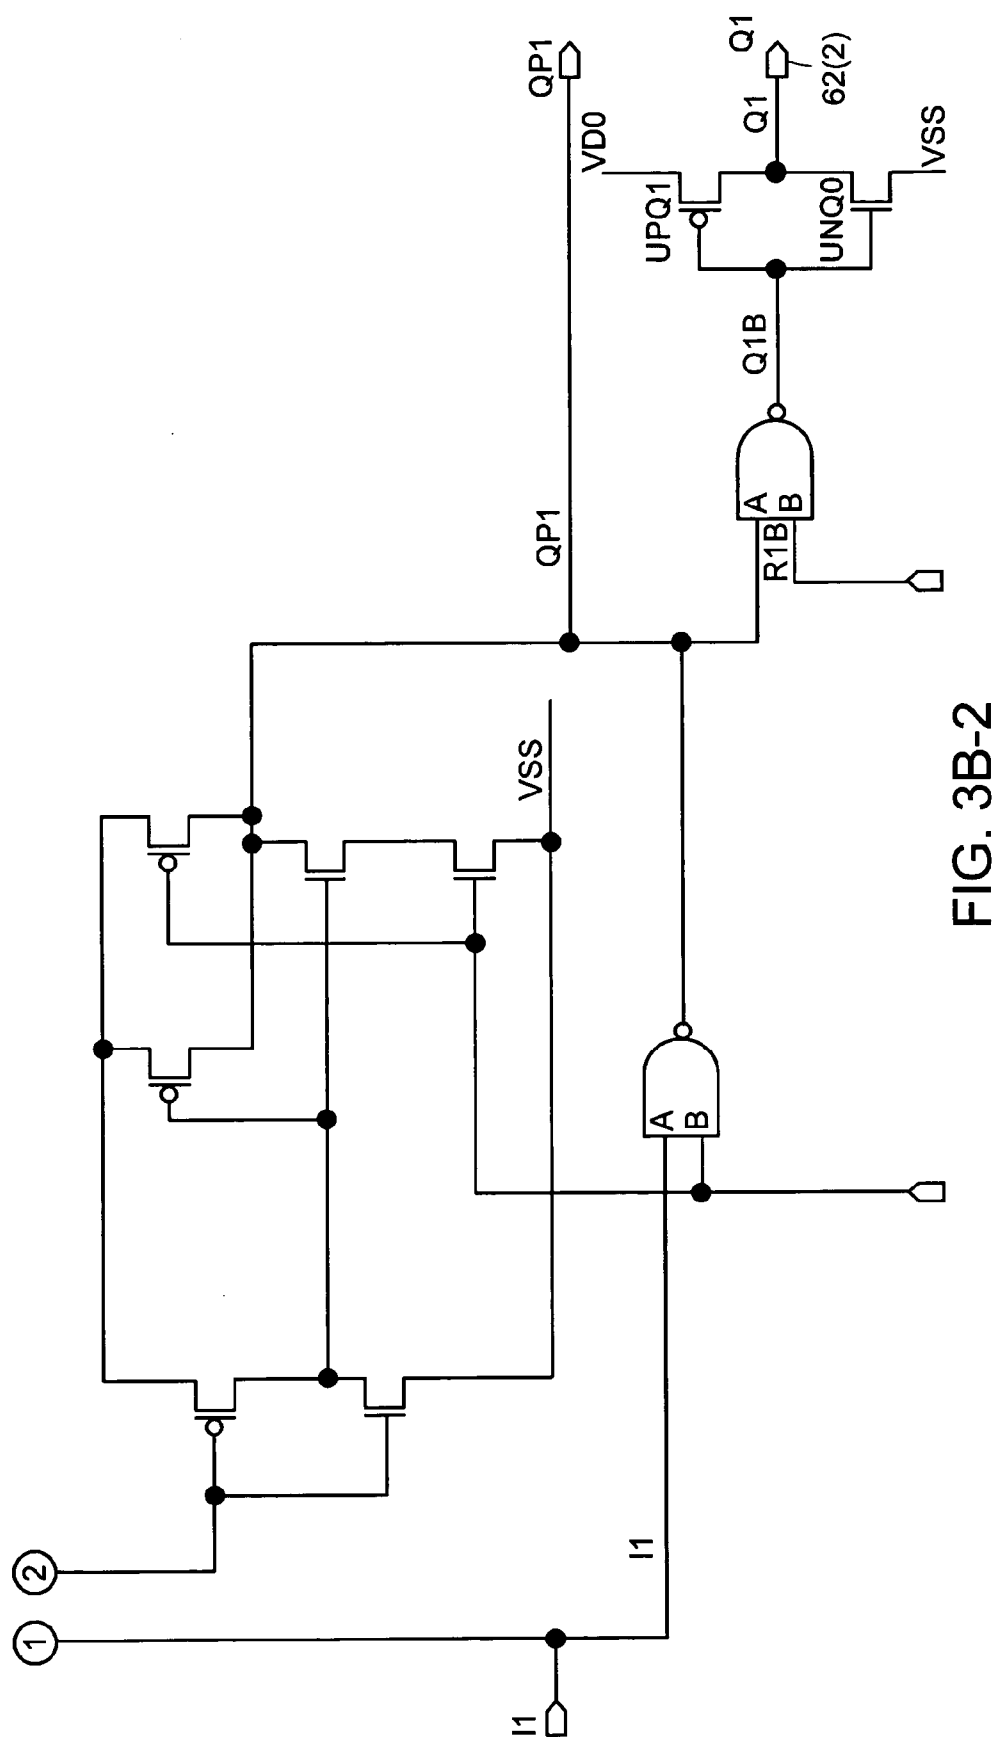 1
2
I1
I1
VSS
A
B
QP1
QP1
R1B
A
B
Q1B
VD0
UPQ1
UNQ0
VSS
Q1
Q1
62(2)
FIG. 3B-2